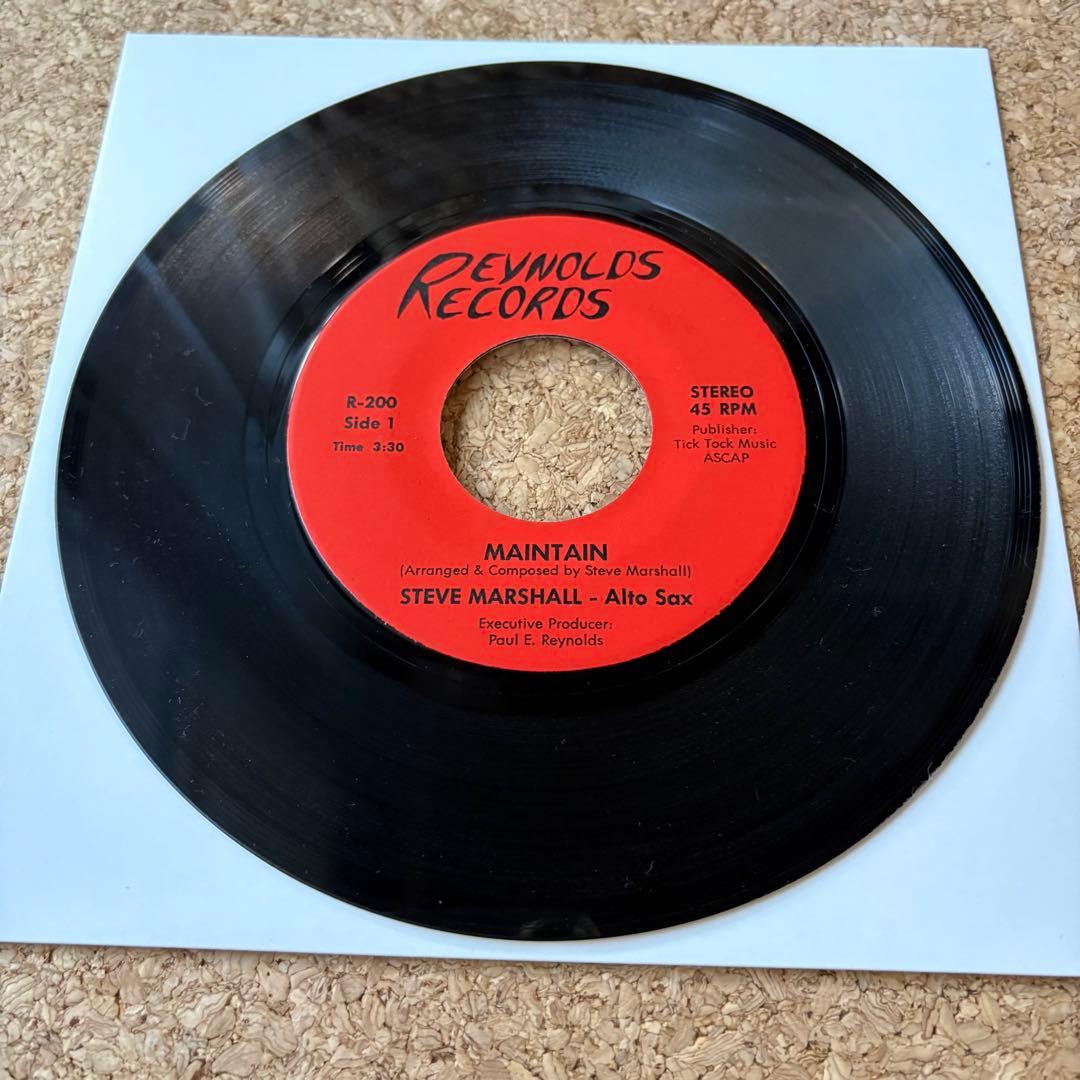 REYNOLDS
RECORDS
R-200
Side 1
Time 3:30
STEREO
45 RPM
Publisher:
Tick Tock Music
ASCAP
MAINTAIN
(Arranged & Composed by Steve Marshall)
STEVE MARSHALL - Alto Sax
Executive Producer:
Paul E. Reynolds